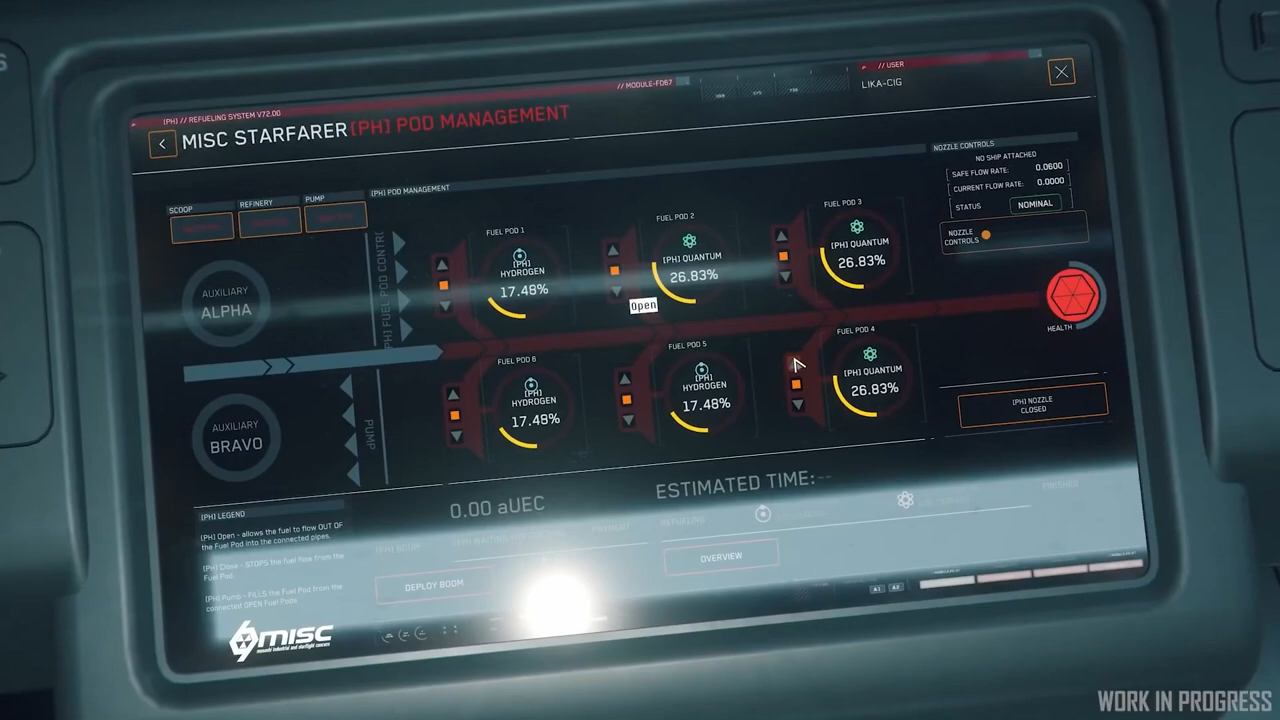 [PH] // REFUELING SYSTEM V72.00
// MODULE-FD67
// USER
LIKA-CIG
MISC STARFARER [PH] POD MANAGEMENT
SCOOP
REFINERY
PUMP
[PH] POD MANAGEMENT
NOZZLE CONTROLS
NO SHIP ATTACHED
SAFE FLOW RATE: 0.0600
CURRENT FLOW RATE: 0.0000
STATUS NOMINAL
NOZZLE
CONTROLS
FUEL POD 1
[PH]
HYDROGEN
17.48%
FUEL POD 2
[PH] QUANTUM
26.83%
FUEL POD 3
[PH] QUANTUM
26.83%
Open
AUXILIARY
ALPHA
HEALTH
FUEL POD 6
[PH]
HYDROGEN
17.48%
FUEL POD 5
[PH]
HYDROGEN
17.48%
FUEL POD 4
[PH] QUANTUM
26.83%
AUXILIARY
BRAVO
PUMP
[PH] NOZZLE
CLOSED
[PH] LEGEND
[PH] Open - allows the fuel to flow OUT OF
the Fuel Pod into the connected pipes.
[PH] Close - STOPS the fuel flow from the
Fuel Pod.
[PH] Pump - FILLS the Fuel Pod from the
connected OPEN Fuel Pods
0.00 aUEC
ESTIMATED TIME:--
REFUELING
FINISHED
DEPLOY BOOM
OVERVIEW
A1
A2
MISC
WORK IN PROGRESS